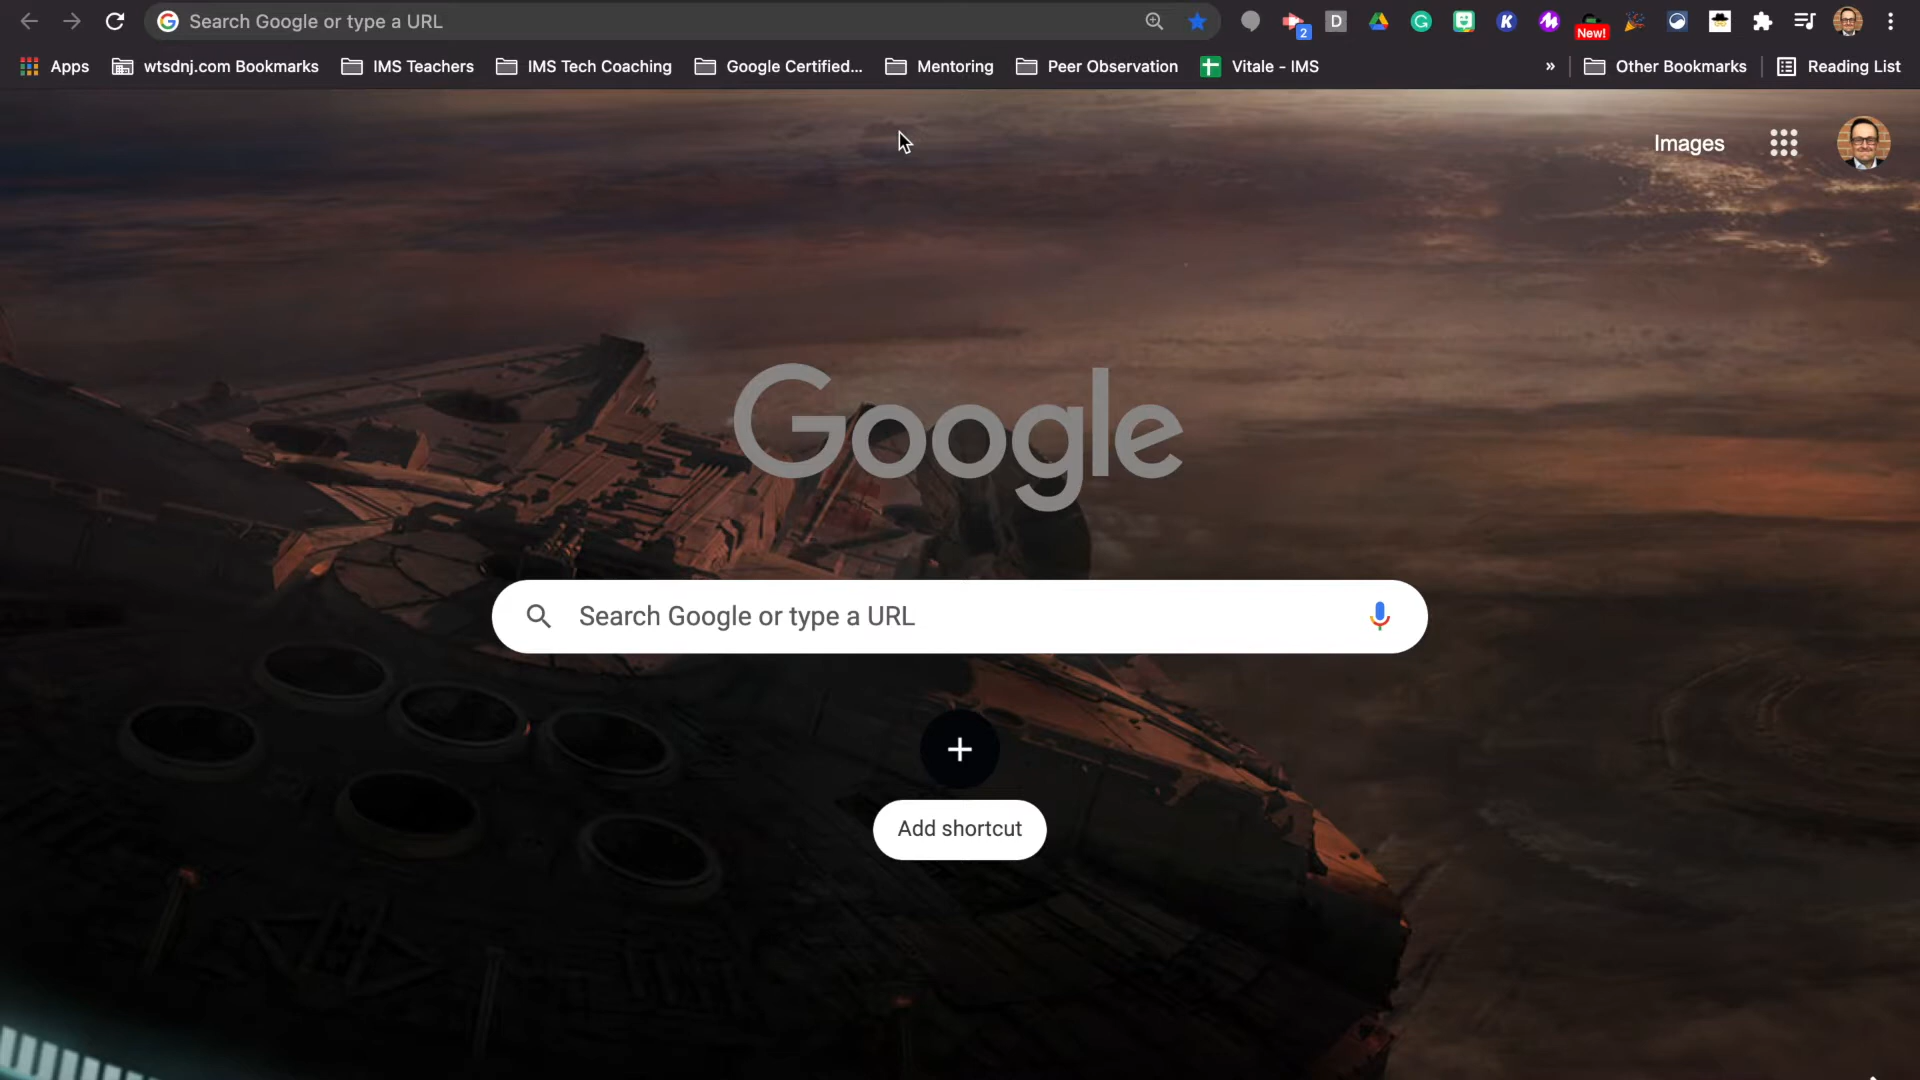 Search Google or type a URL
2
D
G
K
New!
Apps
wtsdnj.com Bookmarks
IMS Teachers
IMS Tech Coaching
Google Certified...
Mentoring
Peer Observation
Vitale - IMS
»
Other Bookmarks
Reading List
Images
Google
Search Google or type a URL
Add shortcut